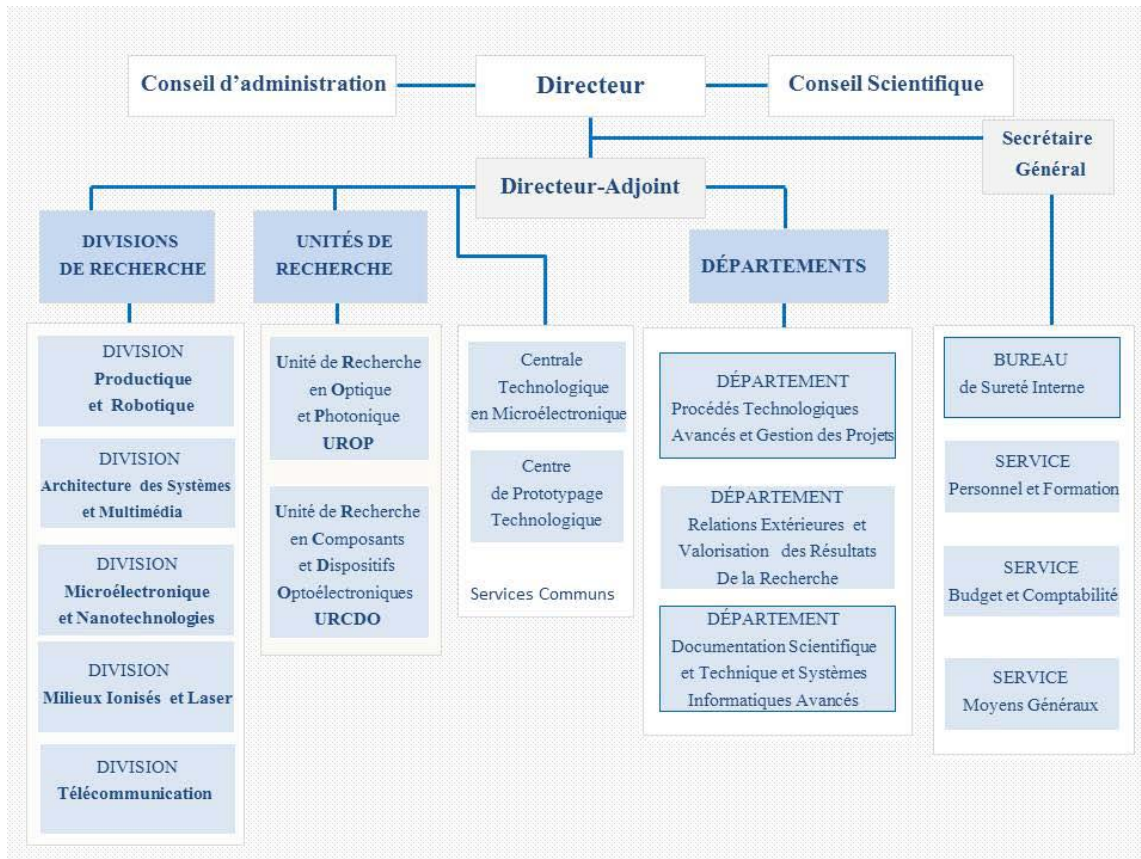 Conseil d'administration
Directeur
Conseil Scientifique
Secrétaire
Général
Directeur-Adjoint
DIVISIONS
DE RECHERCHE
UNITÉS DE
RECHERCHE
DÉPARTEMENTS
DIVISION
Productique
et Robotique
DIVISION
Architecture des Systèmes
et Multimédia
DIVISION
Microélectronique
et Nanotechnologies
DIVISION
Milieux Ionisés et Laser
DIVISION
Télécommunication
Unité de Recherche
en Optique
et Photonique
UROP
Unité de Recherche
en Composants
et Dispositifs
Optoélectroniques
URCDO
Centrale
Technologique
en Microélectronique
Centre
de Prototypage
Technologique
Services Communs
DÉPARTEMENT
Procédés Technologiques
Avancés et Gestion des Projets
DÉPARTEMENT
Relations Extérieures et
Valorisation des Résultats
De la Recherche
DÉPARTEMENT
Documentation Scientifique
et Technique et Systèmes
Informatiques Avancés
BUREAU
de Sureté Interne
SERVICE
Personnel et Formation
SERVICE
Budget et Comptabilité
SERVICE
Moyens Généraux